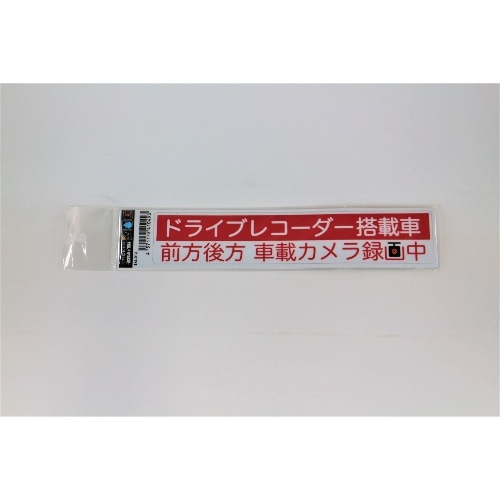 ドライブレコーダー搭載車
前方後方 車載カメラ録画中